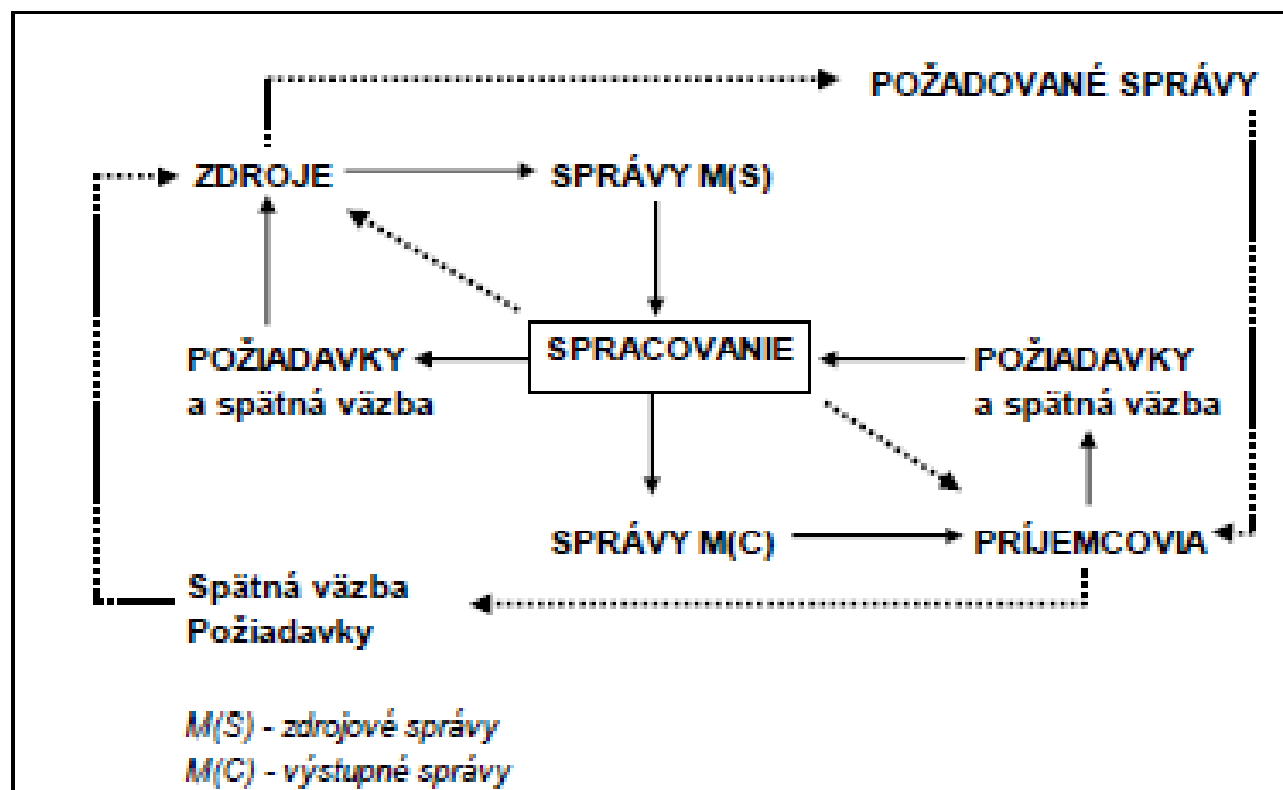 POŽADOVANÉ SPRÁVY
ZDROJE
SPRÁVY M(S)
POŽIADAVKY
a spätná väzba
SPRACOVANIE
POŽIADAVKY
a spätná väzba
SPRÁVY M(C)
PRÍJEMCOVIA
Spätná väzba
Požiadavky
M(S) - zdrojové správy
M(C) - výstupné správy